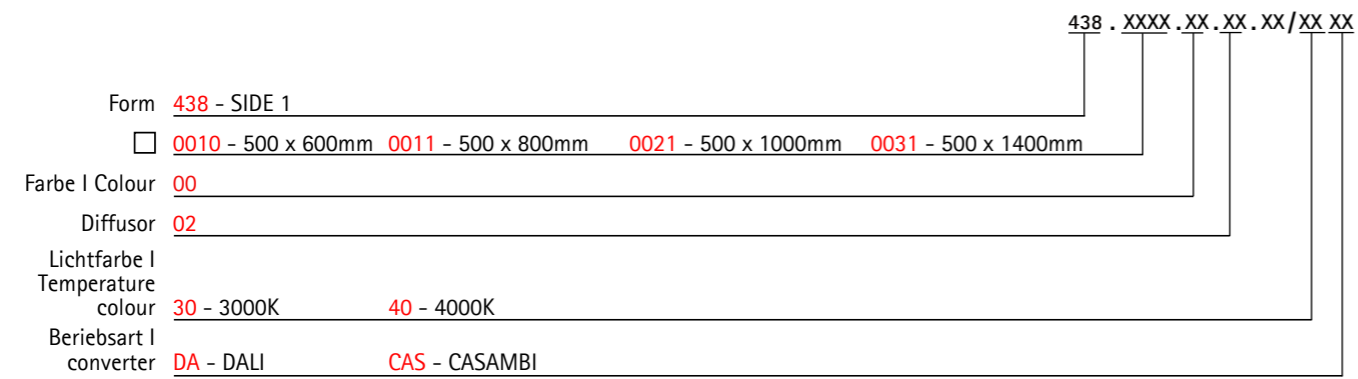 438 . XXXX .XX .XX . XX/XX XX
Form 438 - SIDE 1
0010 - 500 x 600mm 0011 - 500 x 800mm 0021 - 500 x 1000mm 0031 - 500 x 1400mm
Farbe I Colour 00
Diffusor 02
Lichtfarbe I
Temperature
colour 30 - 3000K 40 - 4000K
Beriebsart I
converter DA - DALI CAS - CASAMBI